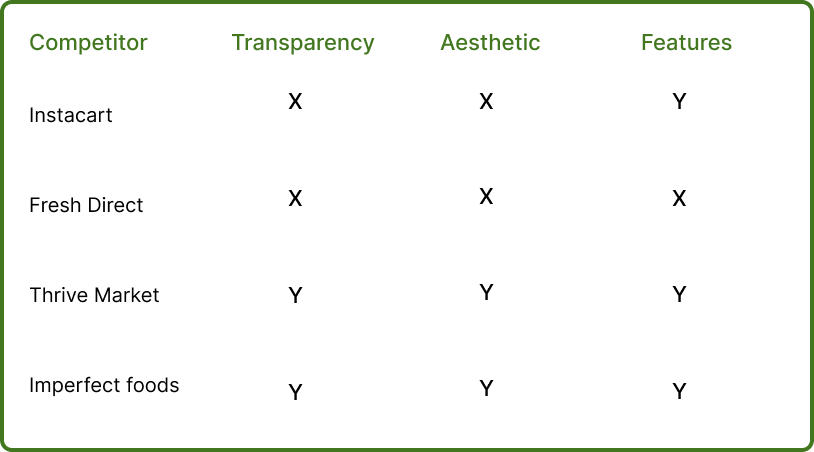 Competitor Transparency Aesthetic Features
Instacart X X Y
Fresh Direct X X X
Thrive Market Y Y Y
Imperfect foods Y Y Y